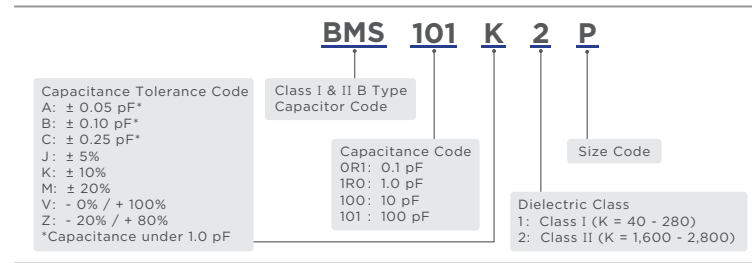 BMS 101 K 2 P
Capacitance Tolerance Code
A: ± 0.05 pF*
B: ± 0.10 pF*
C: ± 0.25 pF*
J: ± 5%
K: ± 10%
M: ± 20%
V: - 0% / + 100%
Z: - 20% / + 80%
*Capacitance under 1.0 pF
Class I & II B Type
Capacitor Code
Capacitance Code
0R1: 0.1 pF
1R0: 1.0 pF
100: 10 pF
101 : 100 pF
Size Code
Dielectric Class
1: Class I (K = 40 - 280)
2: Class II (K = 1,600 - 2,800)